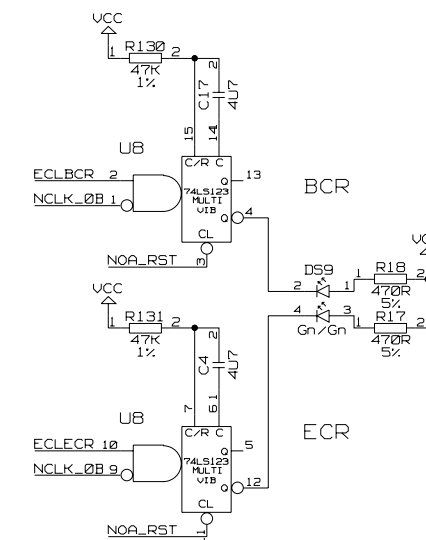 VCC
R130
1 2
47K
1%
C17
2
4U7
15
14
U8
C/R C
ECLBCR 2
NCLK_0B 1
74LS123
MULTI
VIB
Q 13
Q 4
CL
3
NOA_RST
BCR
DS9
2 1
4 3
Gn/Gn
VC
R18
1 2
470R
5%
R17
1 2
470R
5%
VCC
R131
1 2
47K
1%
C4
2
4U7
1
7
6
U8
C/R C
ECLECR 10
NCLK_0B 9
74LS123
MULTI
VIB
Q 5
Q 12
CL
1
NOA_RST
ECR